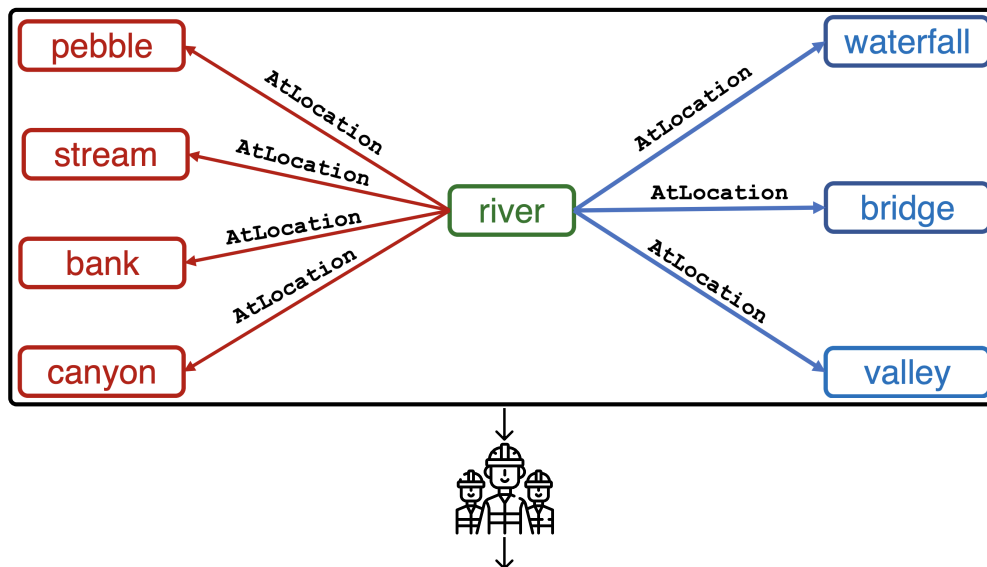 pebble
AtLocation
waterfall
AtLocation
stream
AtLocation
river
AtLocation
bridge
bank
AtLocation
AtLocation
canyon
AtLocation
valley